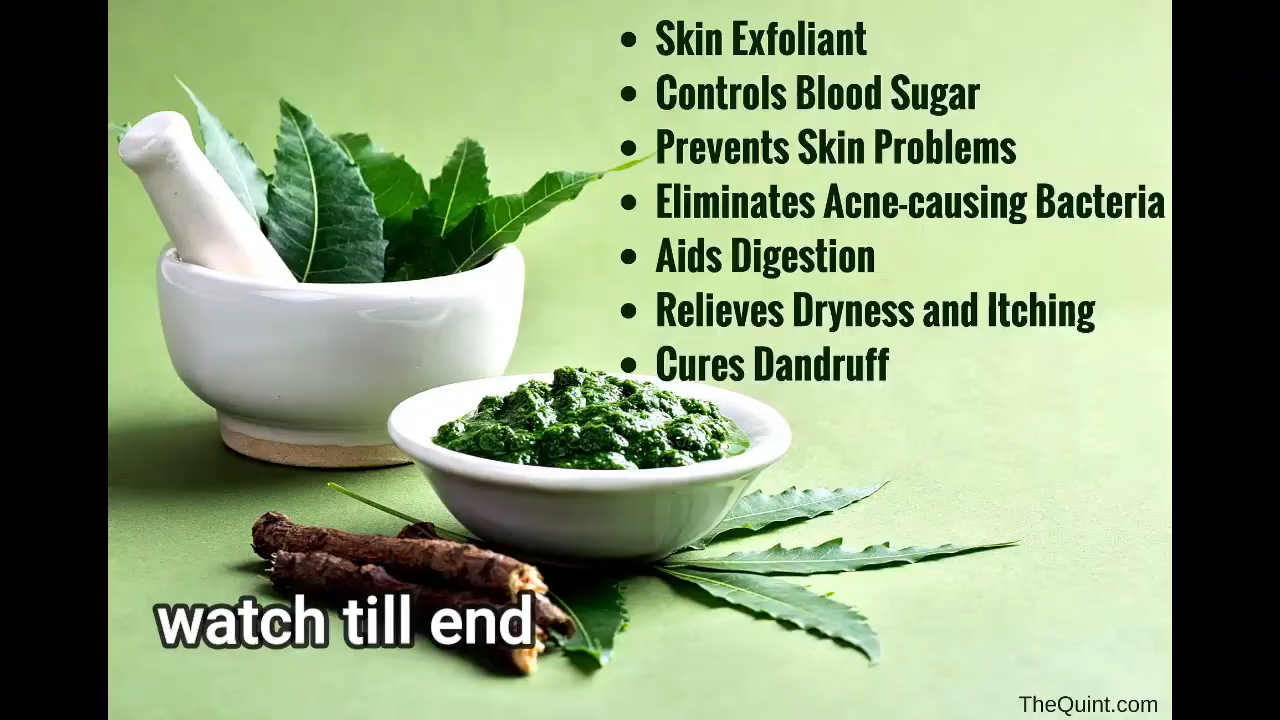 Skin Exfoliant
Controls Blood Sugar
Prevents Skin Problems
Eliminates Acne-causing Bacteria
Aids Digestion
Relieves Dryness and Itching
Cures Dandruff
watch till end
TheQuint.com